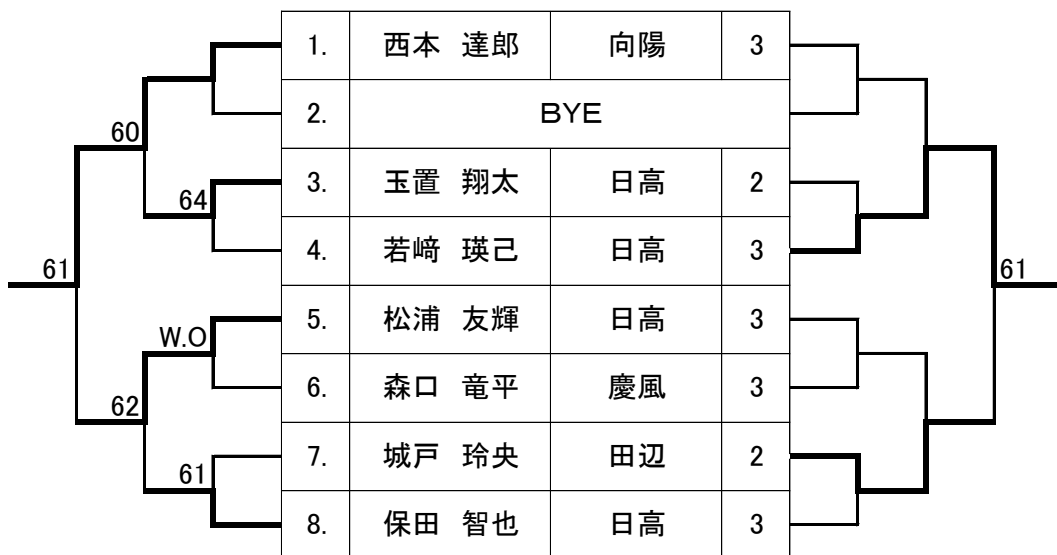 1. 西本 達郎 向陽 3
2. BYE
60
3. 玉置 翔太 日高 2
64
4. 若﨑 瑛己 日高 3
61 61
5. 松浦 友輝 日高 3
W.O
6. 森口 竜平 慶風 3
62
7. 城戸 玲央 田辺 2
61
8. 保田 智也 日高 3